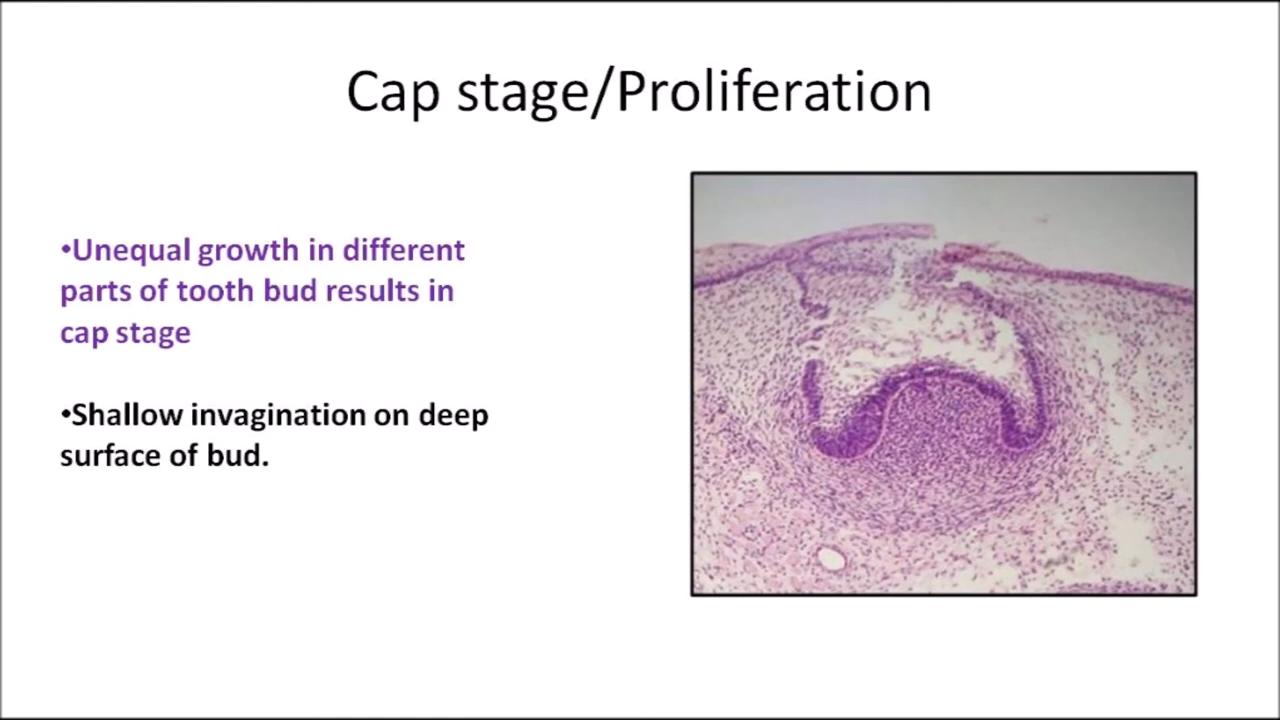 Cap stage/Proliferation
•Unequal growth in different
parts of tooth bud results in
cap stage
•Shallow invagination on deep
surface of bud.